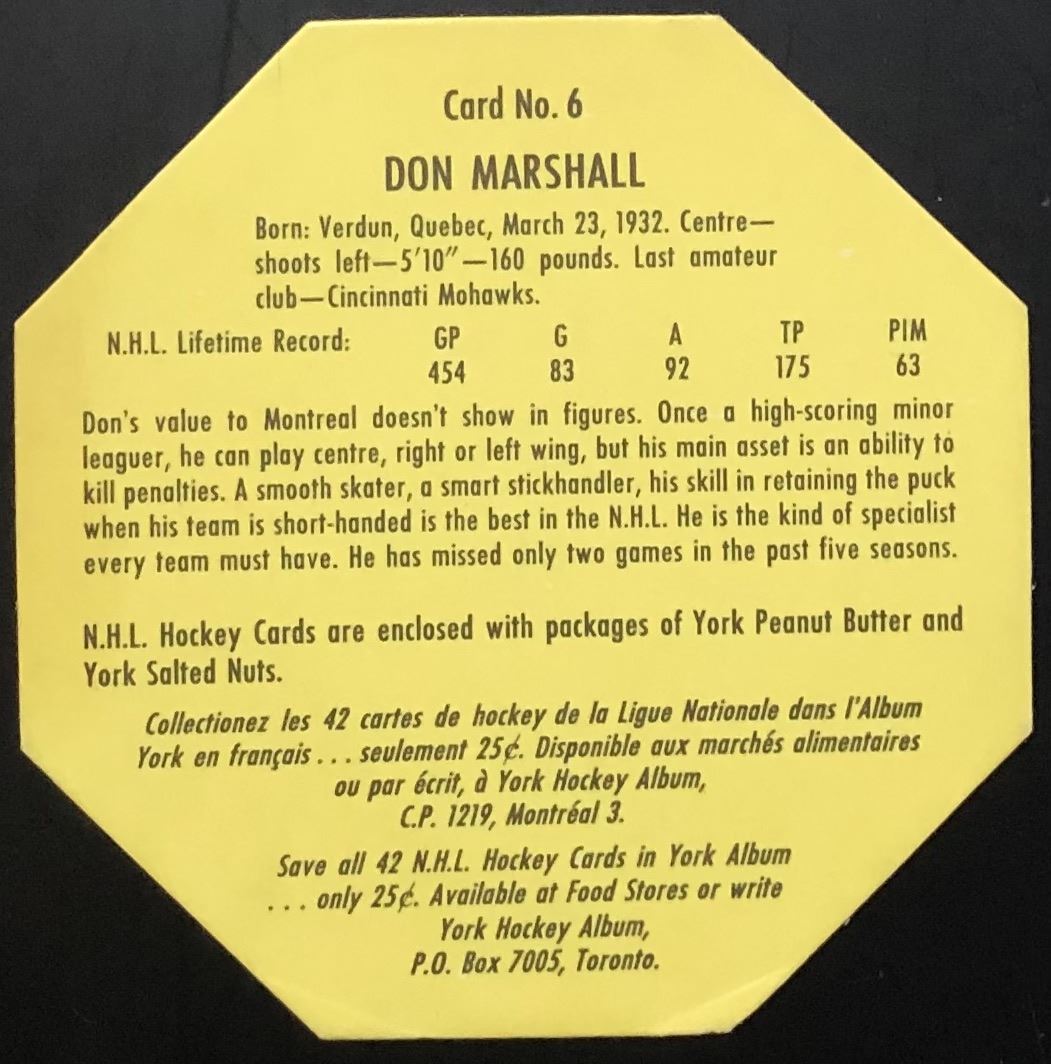 Card No. 6
DON MARSHALL
Born: Verdun, Quebec, March 23, 1932. Centre—
shoots left—5'10"—160 pounds. Last amateur
club—Cincinnati Mohawks.
N.H.L. Lifetime Record: GP G A TP PIM
454 83 92 175 63
Don's value to Montreal doesn't show in figures. Once a high-scoring minor
leaguer, he can play centre, right or left wing, but his main asset is an ability to
kill penalties. A smooth skater, a smart stickhandler, his skill in retaining the puck
when his team is short-handed is the best in the N.H.L. He is the kind of specialist
every team must have. He has missed only two games in the past five seasons.
N.H.L. Hockey Cards are enclosed with packages of York Peanut Butter and
York Salted Nuts.
Collectionez les 42 cartes de hockey de la Ligue Nationale dans l'Album
York en français . . . seulement 25¢. Disponible aux marchés alimentaires
ou par écrit, à York Hockey Album,
C.P. 1219, Montréal 3.
Save all 42 N.H.L. Hockey Cards in York Album
. . . only 25¢. Available at Food Stores or write
York Hockey Album,
P.O. Box 7005, Toronto.